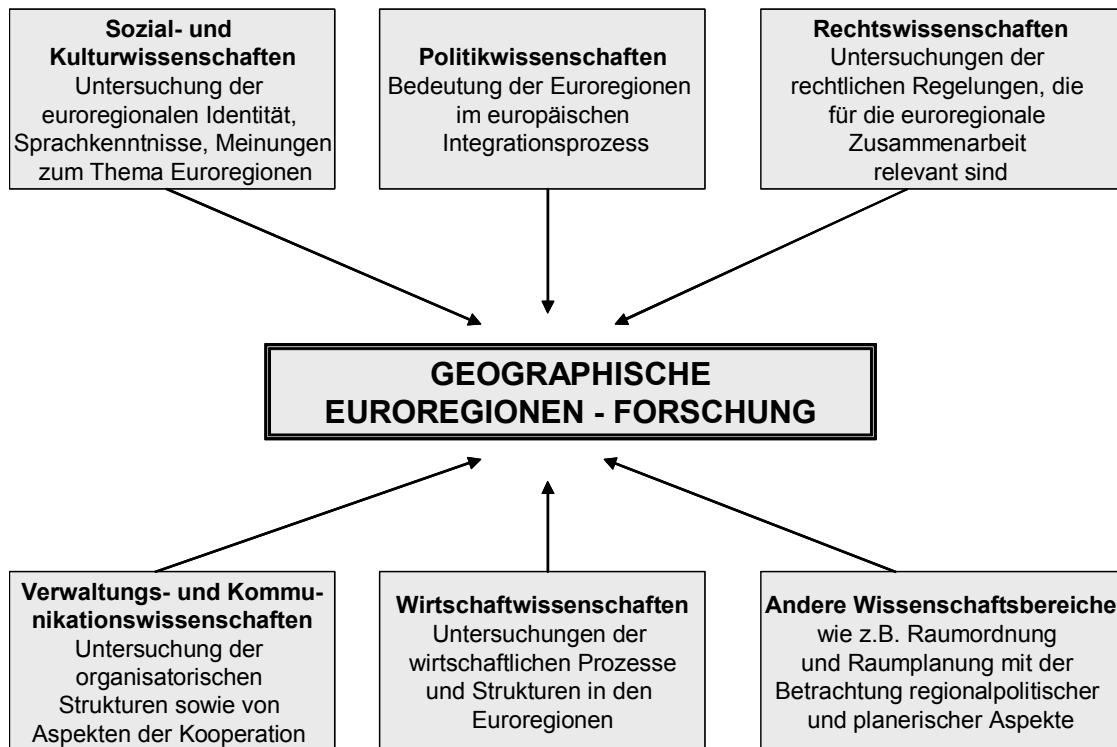 Sozial- und
Kulturwissenschaften
Untersuchung der
euroregionalen Identität,
Sprachkenntnisse, Meinungen
zum Thema Euroregionen
Politikwissenschaften
Bedeutung der Euroregionen
im europäischen
Integrationsprozess
Rechtswissenschaften
Untersuchungen der
rechtlichen Regelungen, die
für die euroregionale
Zusammenarbeit
relevant sind
GEOGRAPHISCHE
EUROREGIONEN - FORSCHUNG
Verwaltungs- und Kommu-
nikationswissenschaften
Untersuchung der
organisatorischen
Strukturen sowie von
Aspekten der Kooperation
Wirtschaftwissenschaften
Untersuchungen der
wirtschaftlichen Prozesse
und Strukturen in den
Euroregionen
Andere Wissenschaftsbereiche
wie z.B. Raumordnung
und Raumplanung mit der
Betrachtung regionalpolitischer
und planerischer Aspekte